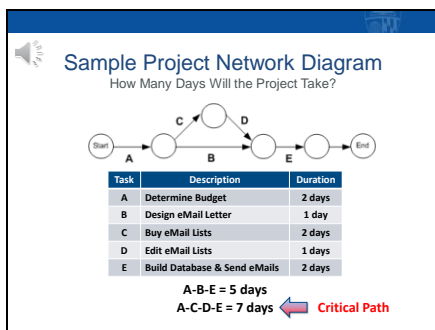 Sample Project Network Diagram
How Many Days Will the Project Take?
C D
Start End
A B E
Task Description Duration
A Determine Budget 2 days
B Design eMail Letter 1 day
C Buy eMail Lists 2 days
D Edit eMail Lists 1 days
E Build Database & Send eMails 2 days
A-B-E = 5 days
A-C-D-E = 7 days Critical Path